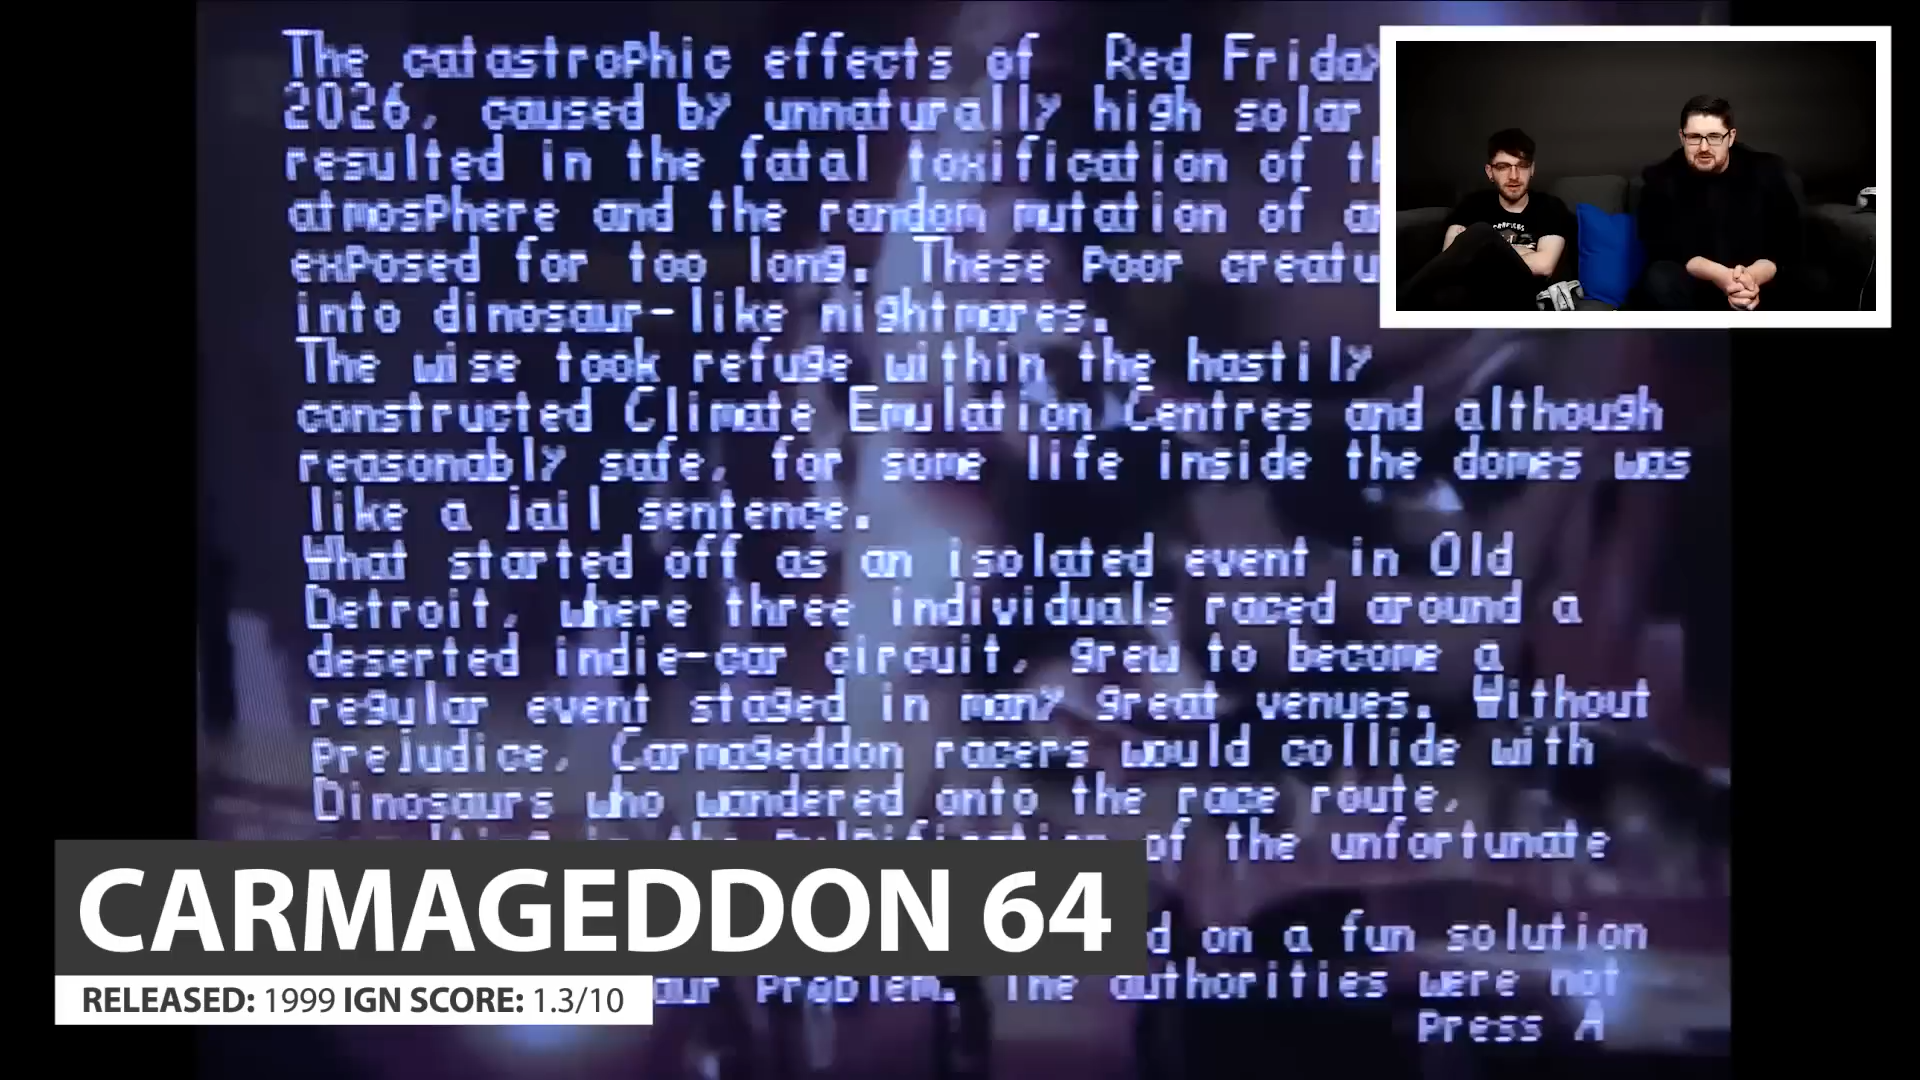 The catastrophic effects of Red Friday
2026, caused by unnaturally high solar
resulted in the fatal toxification of th
atmosphere and the random mutation of
exposed for too long. These poor creatu
into dinosaur-like nightmares.
The wise took refuge within the hastily
constructed Climate Emulation Centres and although
reasonably safe, for some life inside the domes was
like a jail sentence.
What started off as an isolated event in Old
Detroit, where three individuals raced around a
deserted indie-car circuit, grew to become a
regular event staged in many great venues. Without
prejudice, Carmageddon racers would collide with
Dinosaurs who wandered onto the race route,
of the unfortunate
d on a fun solution
aur problem. The authorities were not
Press A
CARMAGEDDON 64
RELEASED: 1999 IGN SCORE: 1.3/10